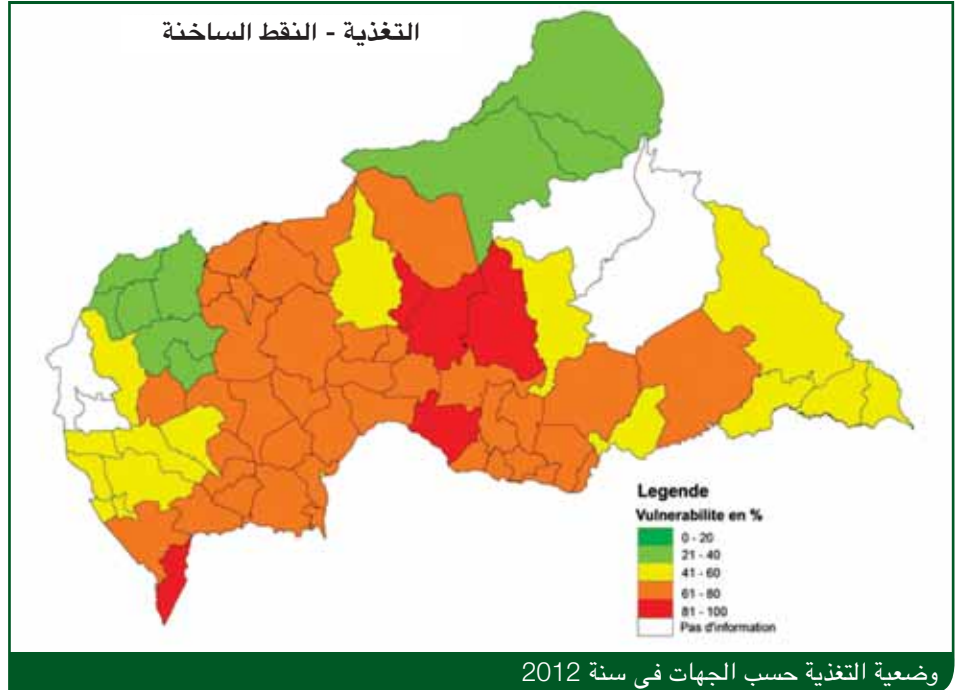 التغذية - النقط الساخنة
Legende
Vulnerabilite en %
0 - 20
21 - 40
41 - 60
61 - 80
81 - 100
Pas d'information
وضعية التغذية حسب الجهات في سنة 2012